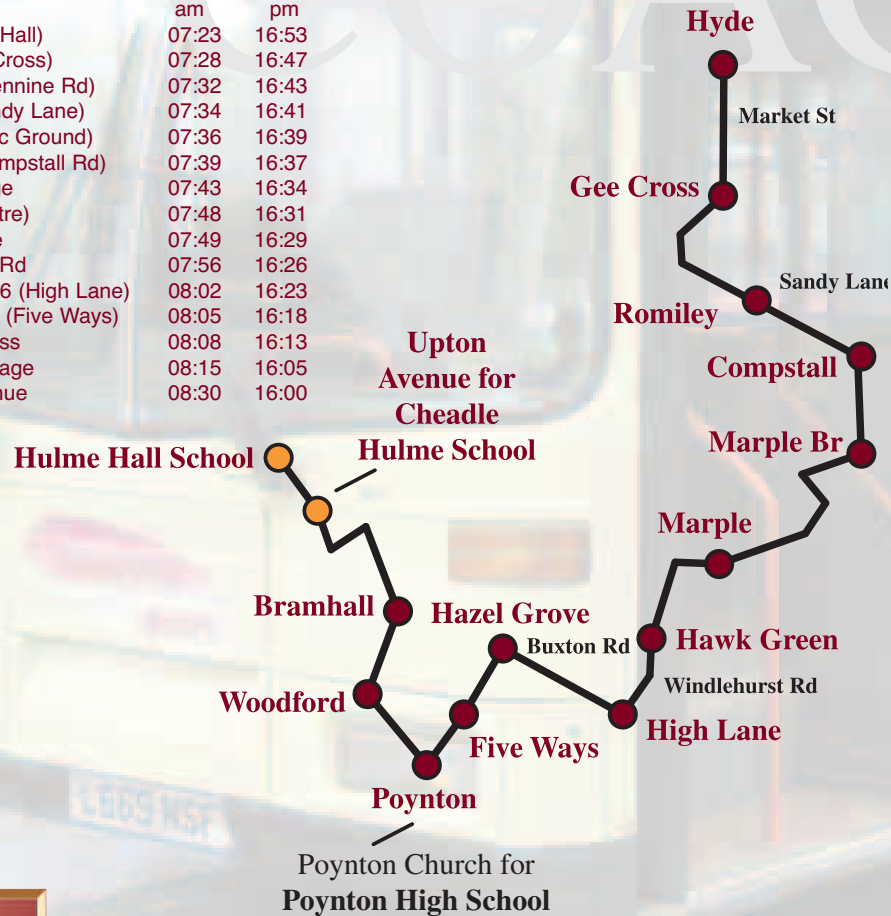 am pm
Hall) 07:23 16:53
Cross) 07:28 16:47
ennine Rd) 07:32 16:43
ndy Lane) 07:34 16:41
c Ground) 07:36 16:39
mpstall Rd) 07:39 16:37
ge 07:43 16:34
tre) 07:48 16:31
e 07:49 16:29
Rd 07:56 16:26
6 (High Lane) 08:02 16:23
(Five Ways) 08:05 16:18
ss 08:08 16:13
age 08:15 16:05
nue 08:30 16:00
Hyde
Market St
Gee Cross
Sandy Lane
Romiley
Compstall
Marple Br
Marple
Hawk Green
Windlehurst Rd
High Lane
Buxton Rd
Hazel Grove
Five Ways
Poynton
Poynton Church for
Poynton High School
Woodford
Bramhall
Upton
Avenue for
Cheadle
Hulme School
Hulme Hall School